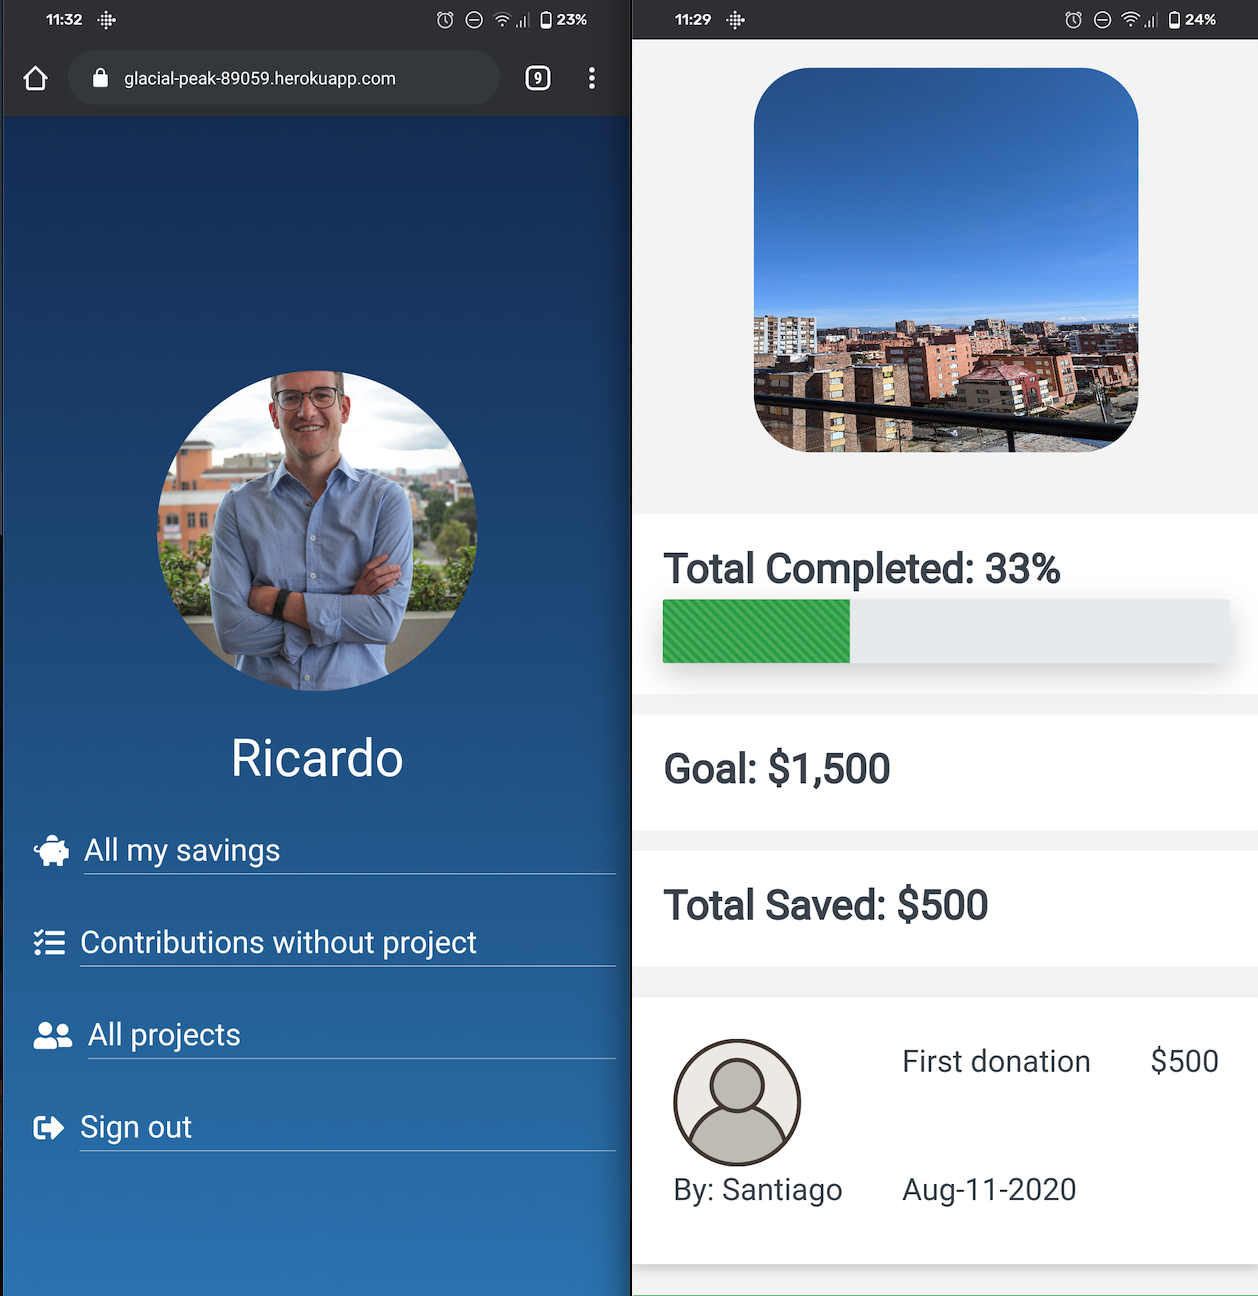 11:32
23%
glacial-peak-89059.herokuapp.com
9
Ricardo
All my savings
Contributions without project
All projects
Sign out
11:29
24%
Total Completed: 33%
Goal: $1,500
Total Saved: $500
First donation $500
By: Santiago Aug-11-2020